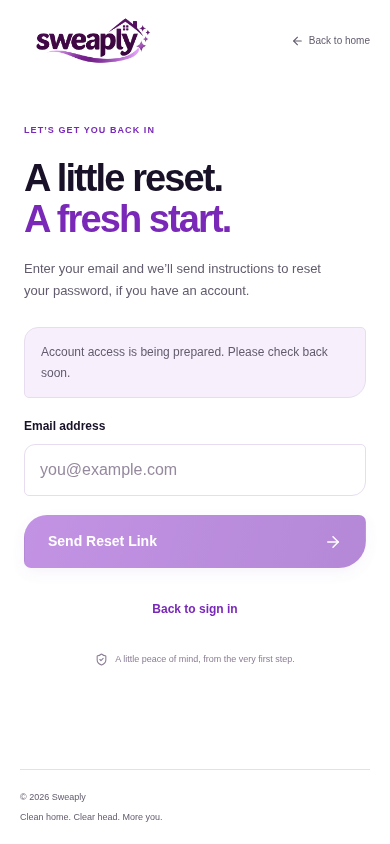 sweaply
Back to home
LET'S GET YOU BACK IN
A little reset.
A fresh start.
Enter your email and we'll send instructions to reset
your password, if you have an account.
Account access is being prepared. Please check back
soon.
Email address
you@example.com
Send Reset Link
Back to sign in
A little peace of mind, from the very first step.
© 2026 Sweaply
Clean home. Clear head. More you.